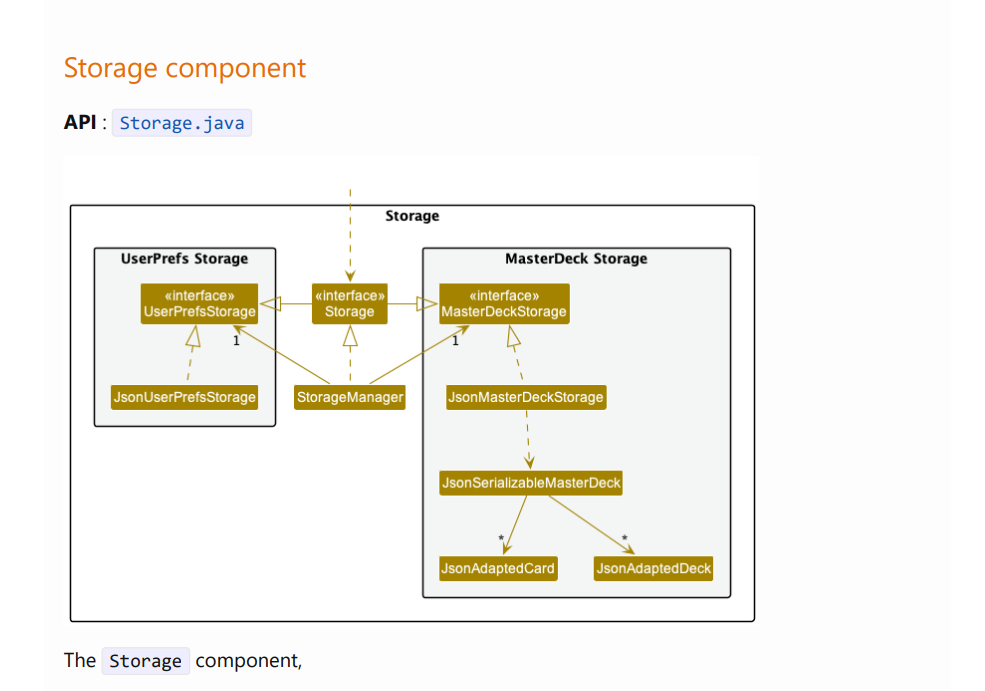 Storage component
API : Storage.java
Storage
UserPrefs Storage
MasterDeck Storage
«interface»
UserPrefsStorage
«interface»
Storage
«interface»
MasterDeckStorage
1
1
JsonUserPrefsStorage
StorageManager
JsonMasterDeckStorage
JsonSerializableMasterDeck
*
*
JsonAdaptedCard
JsonAdaptedDeck
The Storage component,